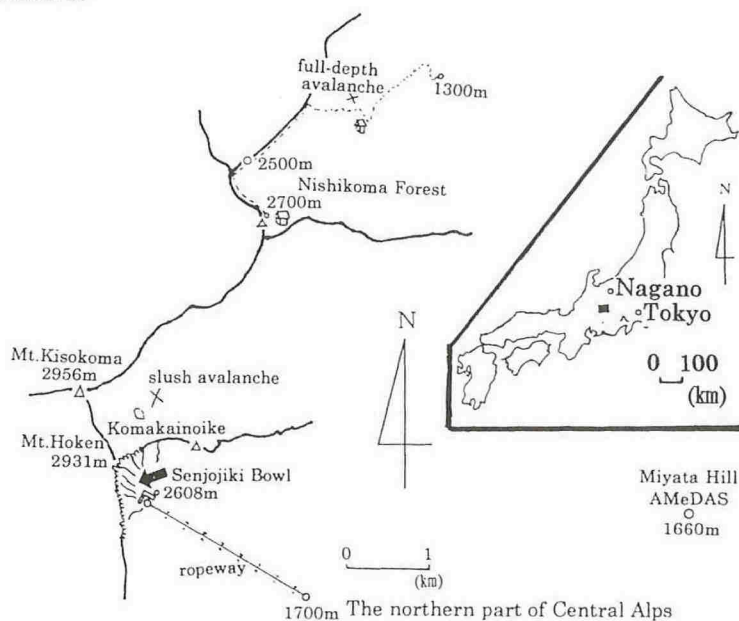 full-depth
avalanche
1300m
2500m
Nishikoma Forest
2700m
N
Mt.Kisokoma
2956m
slush avalanche
Komakainoike
Mt.Hoken
2931m
Senjojiki Bowl
2608m
ropeway
1700m
N
0 1
(km)
The northern part of Central Alps
N
Nagano
Tokyo
0 100
(km)
Miyata Hill
AMeDAS
1660m